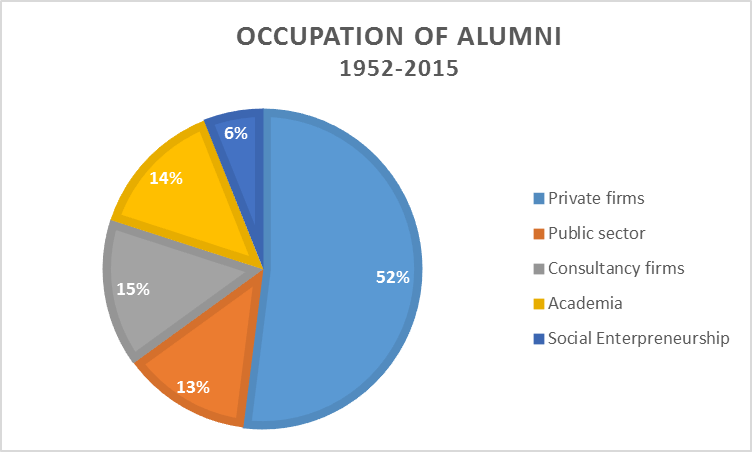 OCCUPATION OF ALUMNI
1952-2015
6%
14%
52%
15%
13%
Private firms
Public sector
Consultancy firms
Academia
Social Enterpreneurship